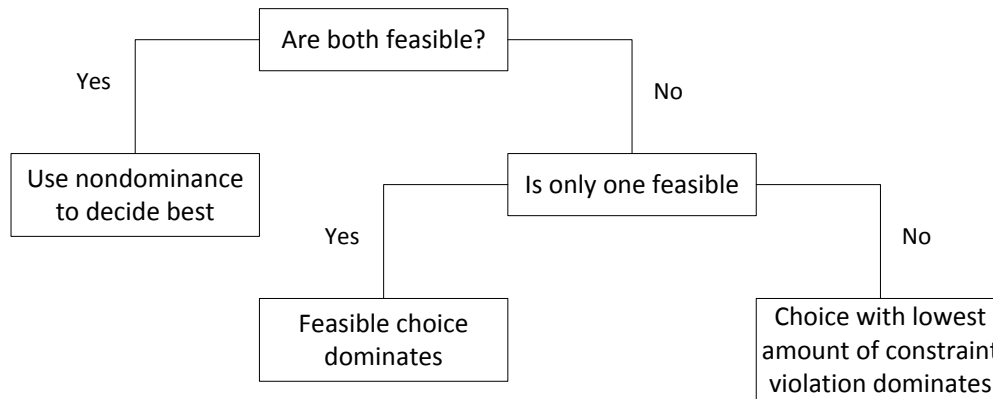 Are both feasible?
Yes
No
Use nondominance
to decide best
Is only one feasible
Yes
No
Feasible choice
dominates
Choice with lowest
amount of constraint
violation dominates